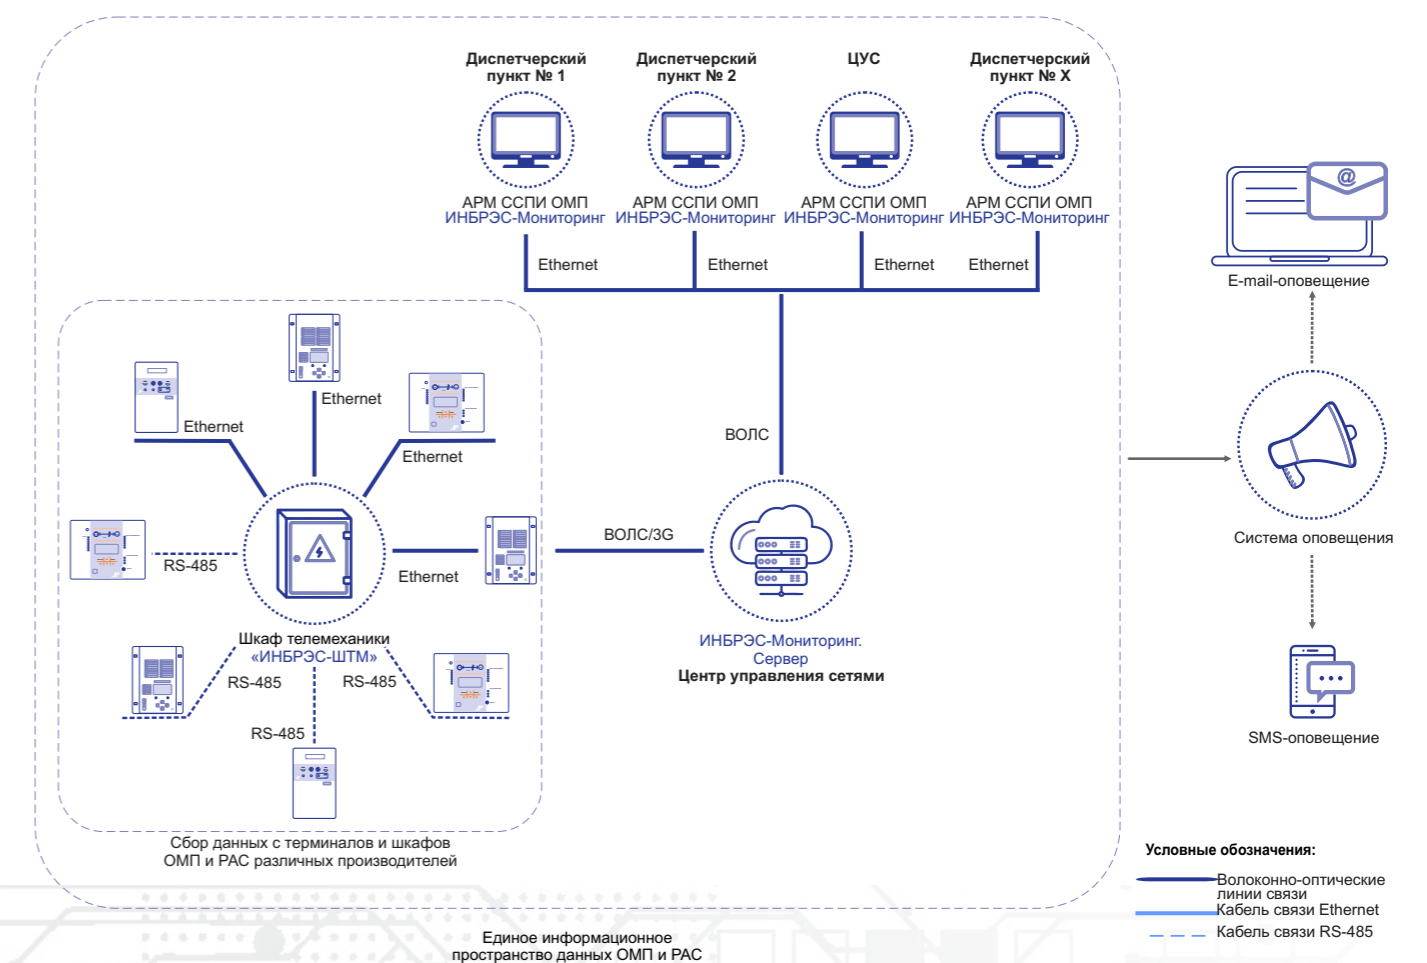 Диспетчерский
пункт № 1
Диспетчерский
пункт № 2
ЦУС
Диспетчерский
пункт № X
АРМ ССПИ ОМП
ИНБРЭС-Мониторинг
АРМ ССПИ ОМП
ИНБРЭС-Мониторинг
АРМ ССПИ ОМП
ИНБРЭС-Мониторинг
АРМ ССПИ ОМП
ИНБРЭС-Мониторинг
Ethernet
Ethernet
Ethernet
Ethernet
@
E-mail-оповещение
Ethernet
Ethernet
Ethernet
ВОЛС
RS-485
Ethernet
ВОЛС/3G
Система оповещения
Шкаф телемеханики
«ИНБРЭС-ШТМ»
ИНБРЭС-Мониторинг.
Сервер
Центр управления сетями
RS-485
RS-485
RS-485
SMS-оповещение
Сбор данных с терминалов и шкафов
ОМП и РАС различных производителей
Условные обозначения:
Волоконно-оптические
линии связи
Кабель связи Ethernet
Кабель связи RS-485
Единое информационное
пространство данных ОМП и РАС